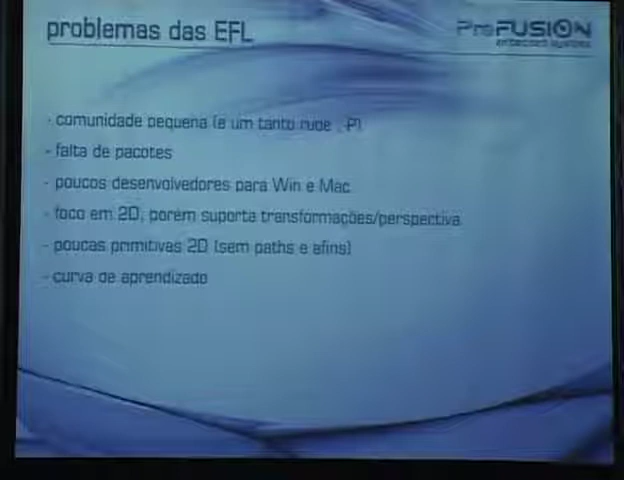 problemas das EFL
ProFUSION
embedded systems
- comunidade pequena (e um tanto rude :-P)
- falta de pacotes
- poucos desenvolvedores para Win e Mac
- foco em 2D, porém suporta transformações/perspectiva
- poucas primitivas 2D (sem paths e afins)
- curva de aprendizado